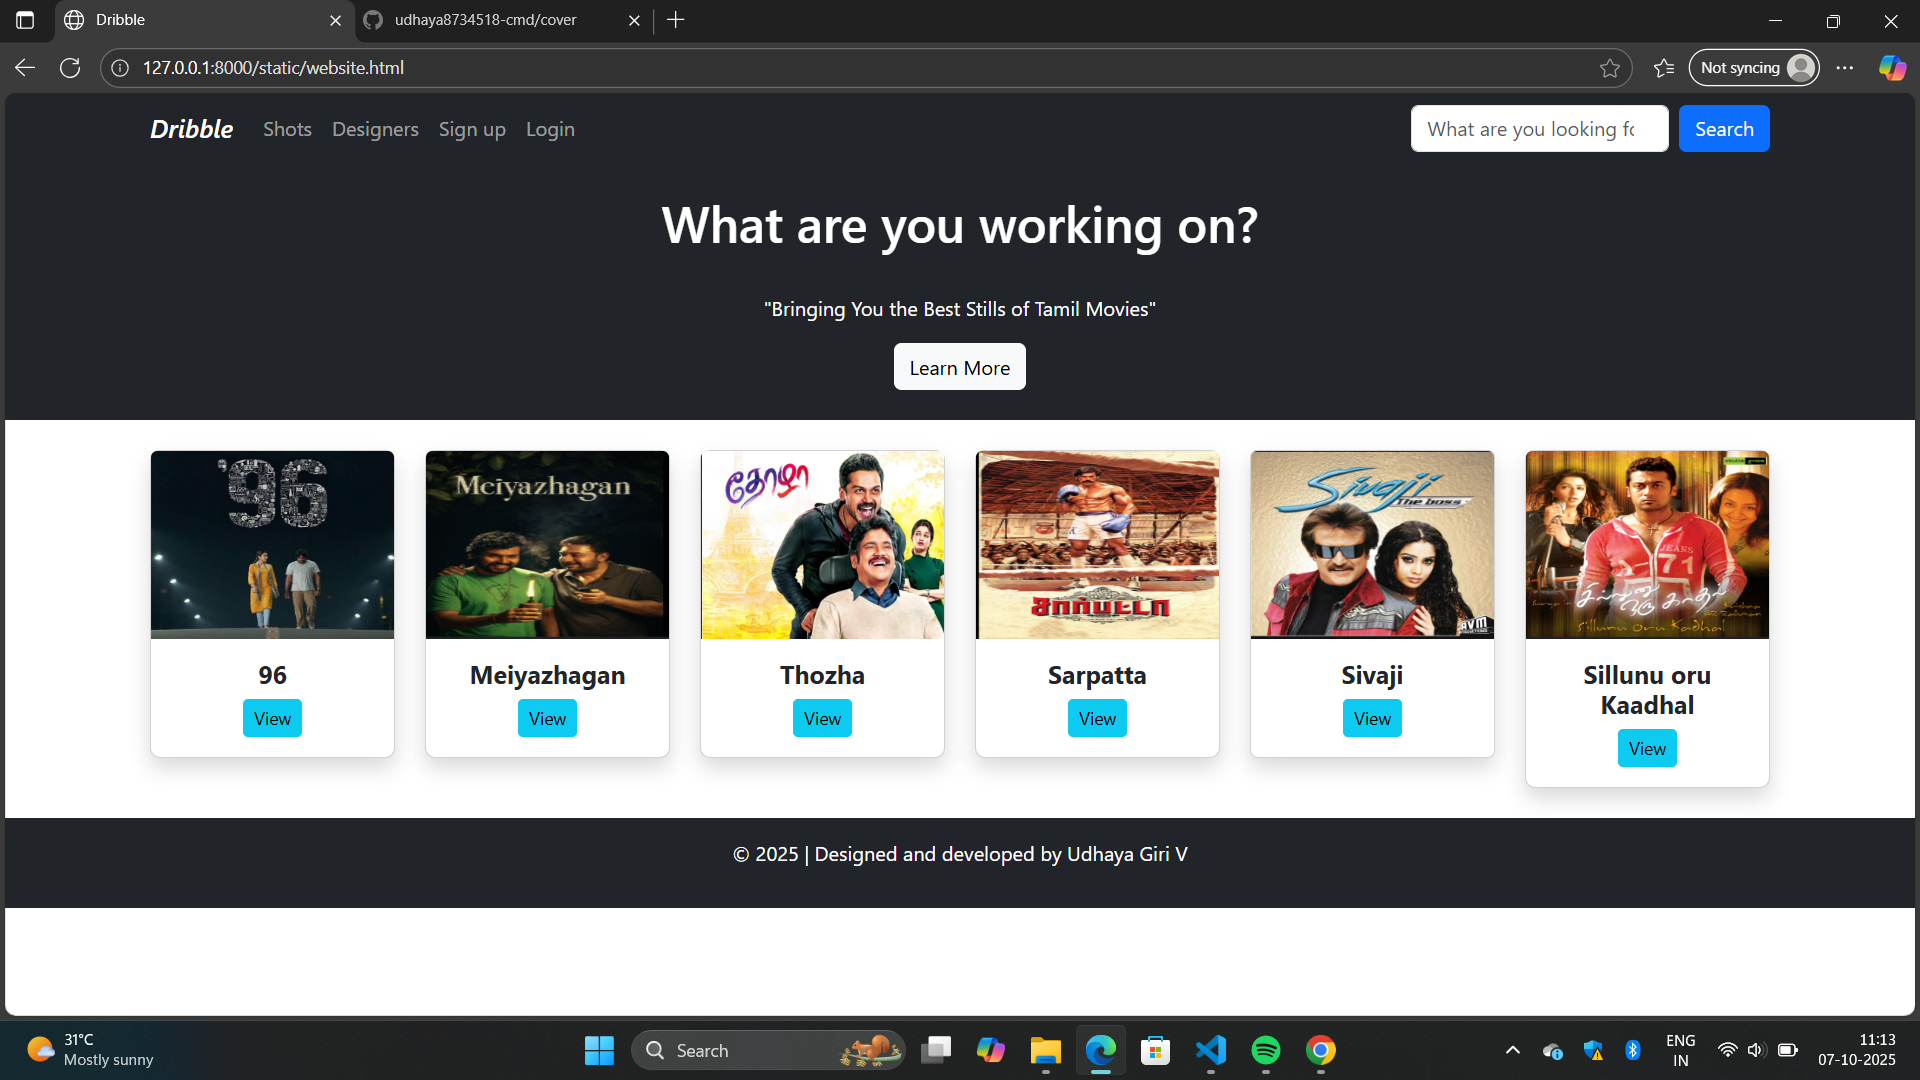 Dribble
udhaya8734518-cmd/cover
127.0.0.1:8000/static/website.html
Not syncing
Dribble
Shots
Designers
Sign up
Login
What are you looking fo
Search
What are you working on?
"Bringing You the Best Stills of Tamil Movies"
Learn More
'96
Meiyazhagan
தோழா
சார்பட்டா
Sivaji
The boss
AVM
JEANS
71
சில்லுனு
ஒரு காதல்
Sillunu Oru Kadhal
96
View
Meiyazhagan
View
Thozha
View
Sarpatta
View
Sivaji
View
Sillunu oru
Kaadhal
View
© 2025 | Designed and developed by Udhaya Giri V
31°C
Mostly sunny
Search
ENG
IN
11:13
07-10-2025